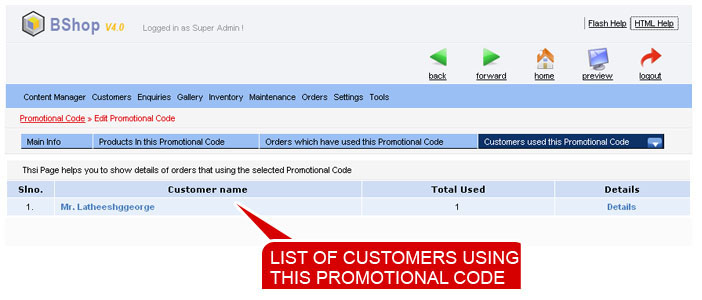 BShop V4.0 Logged in as Super Admin ! Flash Help HTML Help
back forward home preview logout
Content Manager Customers Enquiries Gallery Inventory Maintenance Orders Settings Tools
Promotional Code » Edit Promotional Code
Main Info Products In this Promotional Code Orders which have used this Promotional Code Customers used this Promotional Code
Thsi Page helps you to show details of orders that using the selected Promotional Code
Slno. Customer name Total Used Details
1. Mr. Latheeshggeorge 1 Details
LIST OF CUSTOMERS USING
THIS PROMOTIONAL CODE